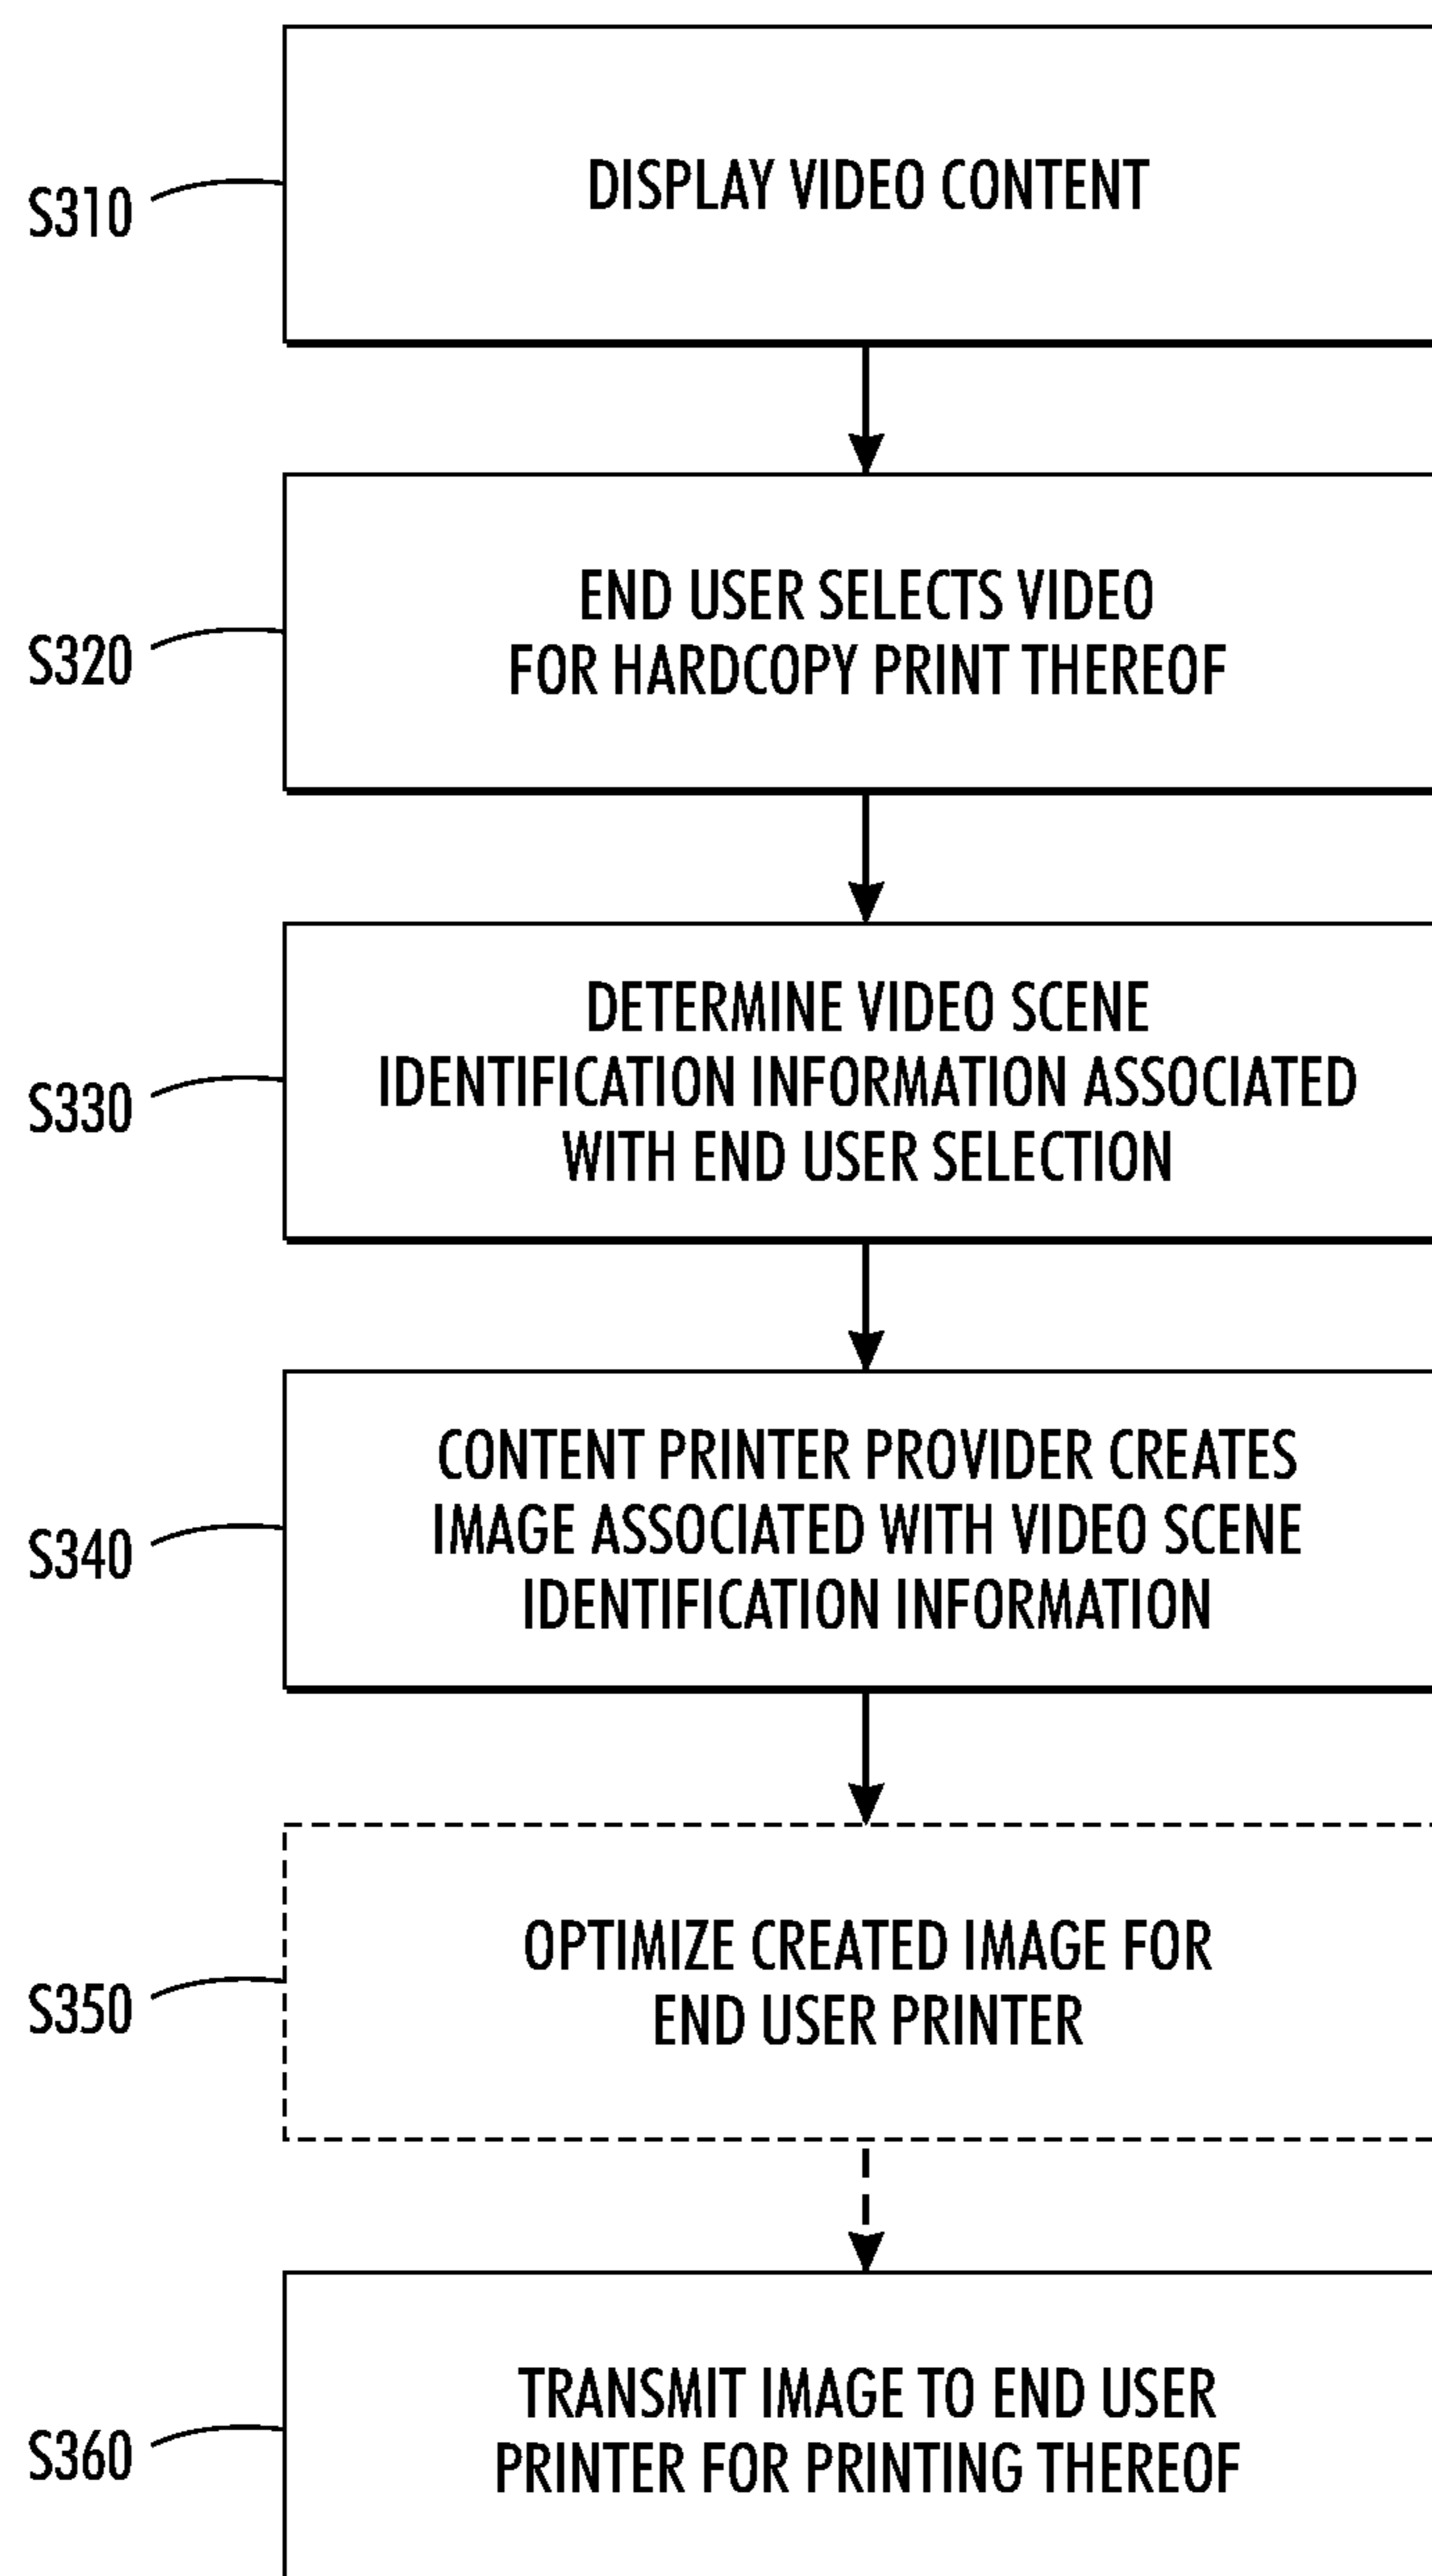 S310
DISPLAY VIDEO CONTENT
S320
END USER SELECTS VIDEO
FOR HARDCOPY PRINT THEREOF
S330
DETERMINE VIDEO SCENE
IDENTIFICATION INFORMATION ASSOCIATED
WITH END USER SELECTION
S340
CONTENT PRINTER PROVIDER CREATES
IMAGE ASSOCIATED WITH VIDEO SCENE
IDENTIFICATION INFORMATION
S350
OPTIMIZE CREATED IMAGE FOR
END USER PRINTER
S360
TRANSMIT IMAGE TO END USER
PRINTER FOR PRINTING THEREOF